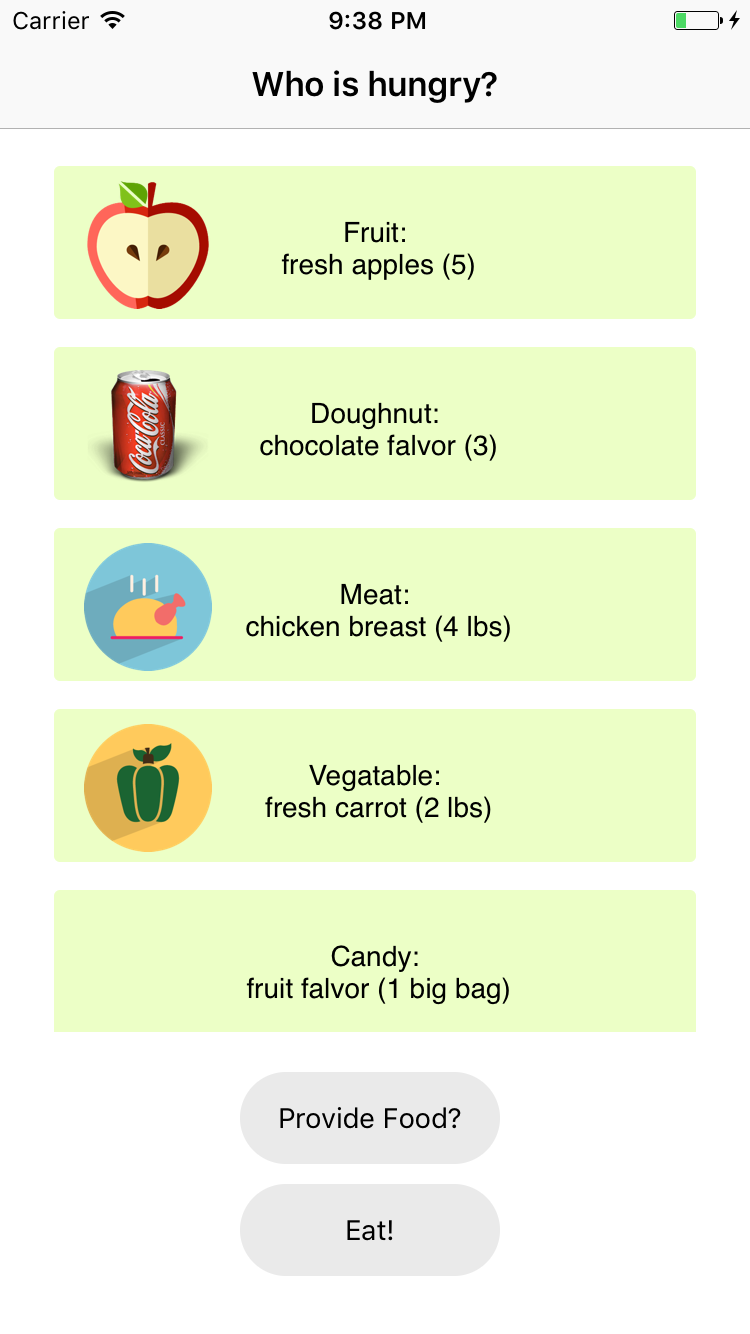 Carrier 9:38 PM
Who is hungry?
Fruit:
fresh apples (5)
Coca-Cola
CLASSIC
Doughnut:
chocolate falvor (3)
Meat:
chicken breast (4 lbs)
Vegatable:
fresh carrot (2 lbs)
Candy:
fruit falvor (1 big bag)
Provide Food?
Eat!